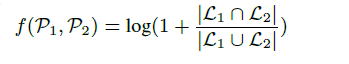 f(𝒫₁, 𝒫₂) = log(1 + |ℒ₁ ∩ ℒ₂| / |ℒ₁ ∪ ℒ₂|)